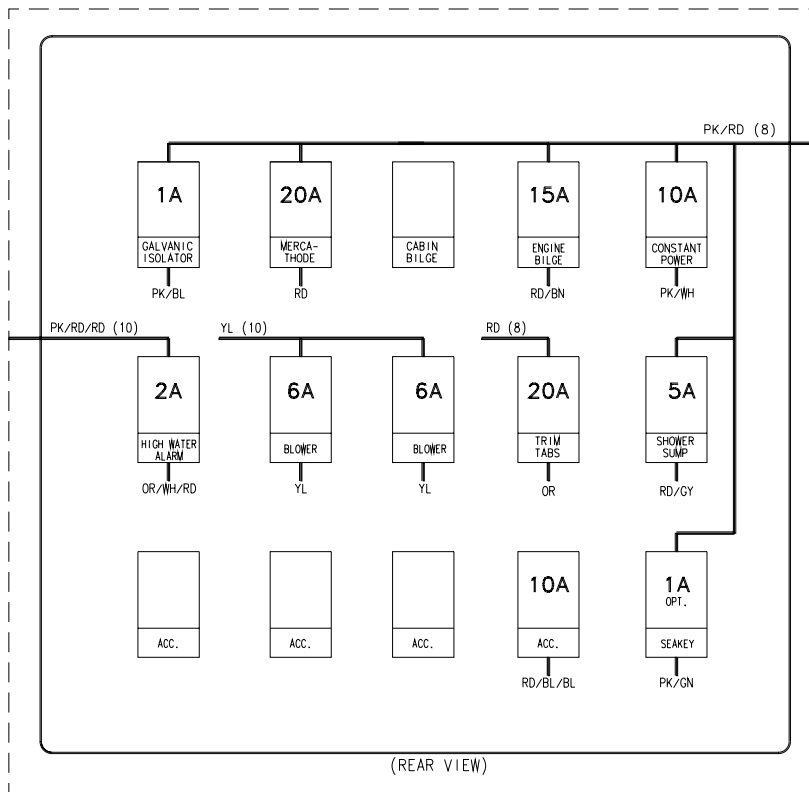 PK/RD (8)
1A
20A
15A
10A
GALVANIC
ISOLATOR
MERCA-
THODE
CABIN
BILGE
ENGINE
BILGE
CONSTANT
POWER
PK/BL
RD
RD/BN
PK/WH
PK/RD/RD (10)
YL (10)
RD (8)
2A
6A
6A
20A
5A
HIGH WATER
ALARM
BLOWER
BLOWER
TRIM
TABS
SHOWER
SUMP
OR/WH/RD
YL
YL
OR
RD/GY
10A
1A
OPT.
ACC.
ACC.
ACC.
ACC.
SEAKEY
RD/BL/BL
PK/GN
(REAR VIEW)